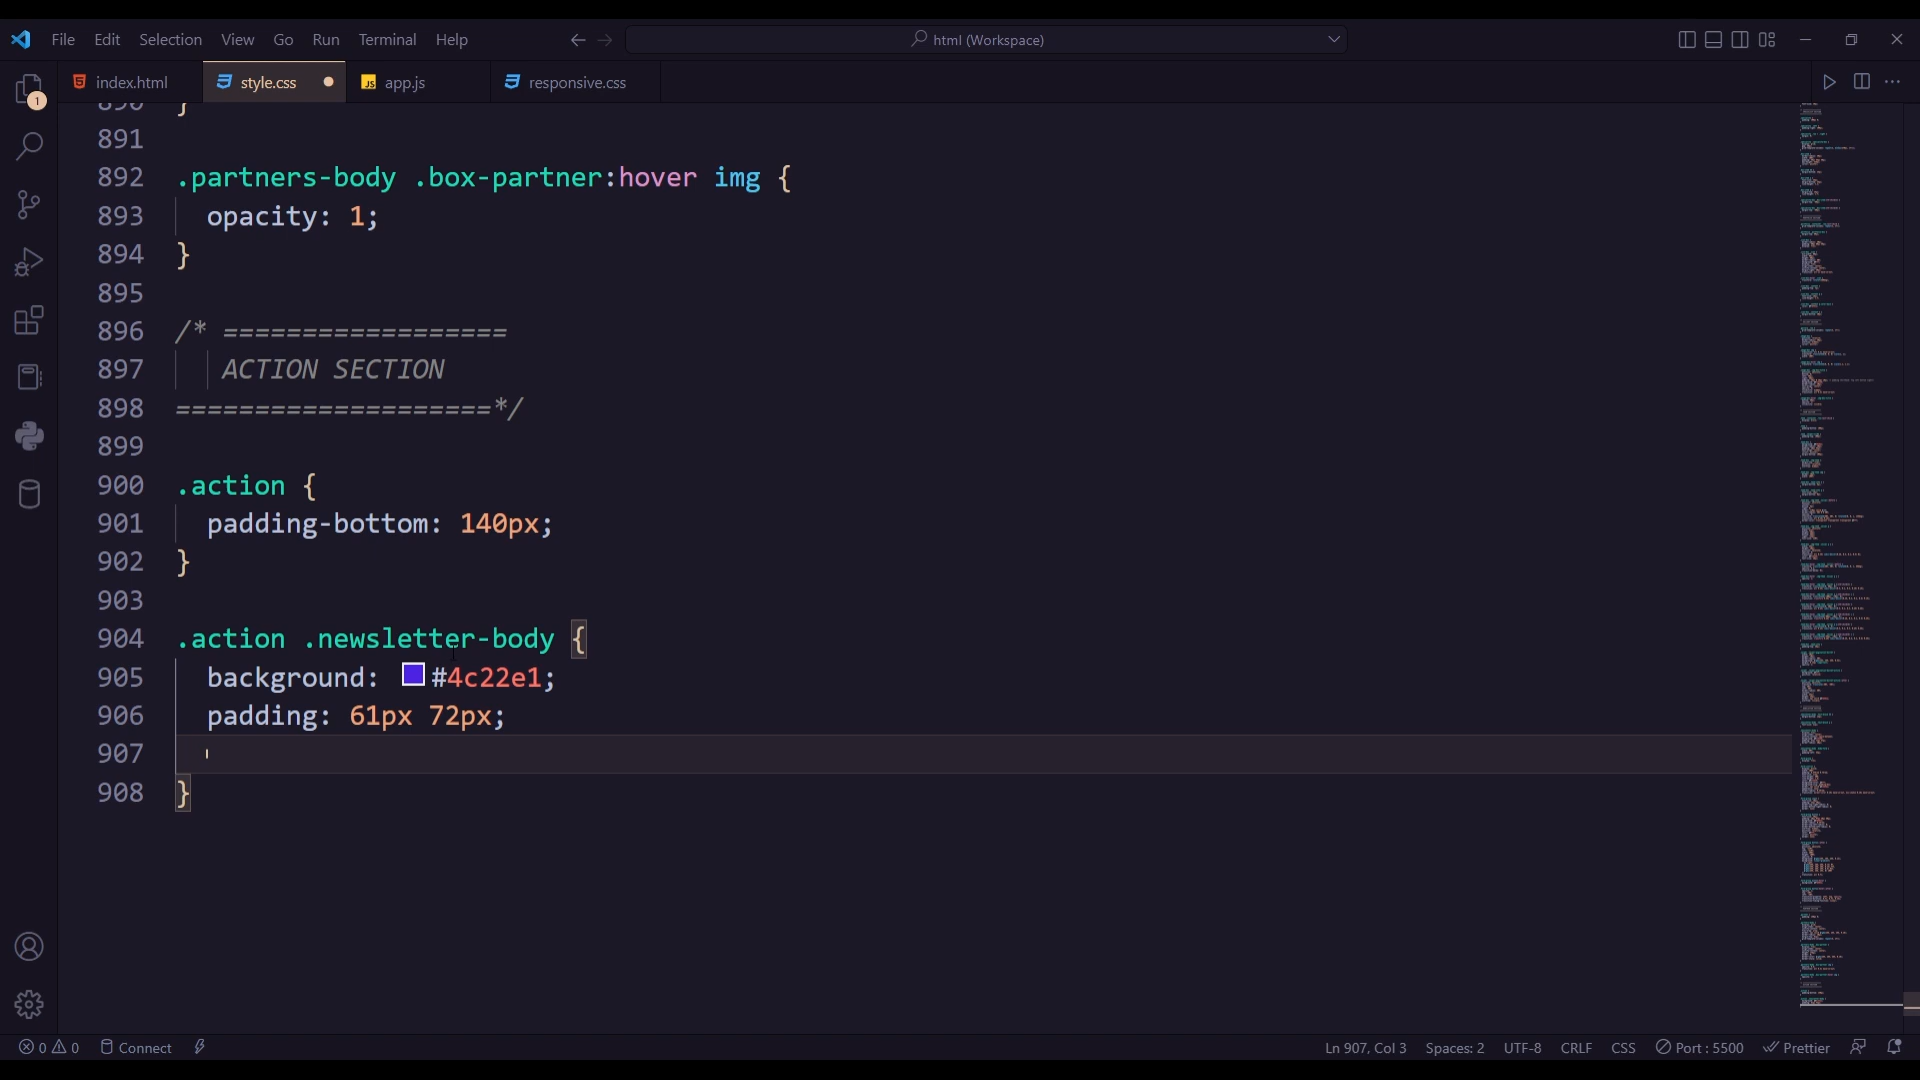 File Edit Selection View Go Run Terminal Help
html (Workspace)
index.html style.css app.js responsive.css
1
890 }
891
892 .partners-body .box-partner:hover img {
893 opacity: 1;
894 }
895
896 /* ==================
897 ACTION SECTION
898 ====================*/
899
900 .action {
901 padding-bottom: 140px;
902 }
903
904 .action .newsletter-body {
905 background: #4c22e1;
906 padding: 61px 72px;
907
908 }
0 0 Connect Ln 907, Col 3 Spaces: 2 UTF-8 CRLF CSS Port : 5500 Prettier